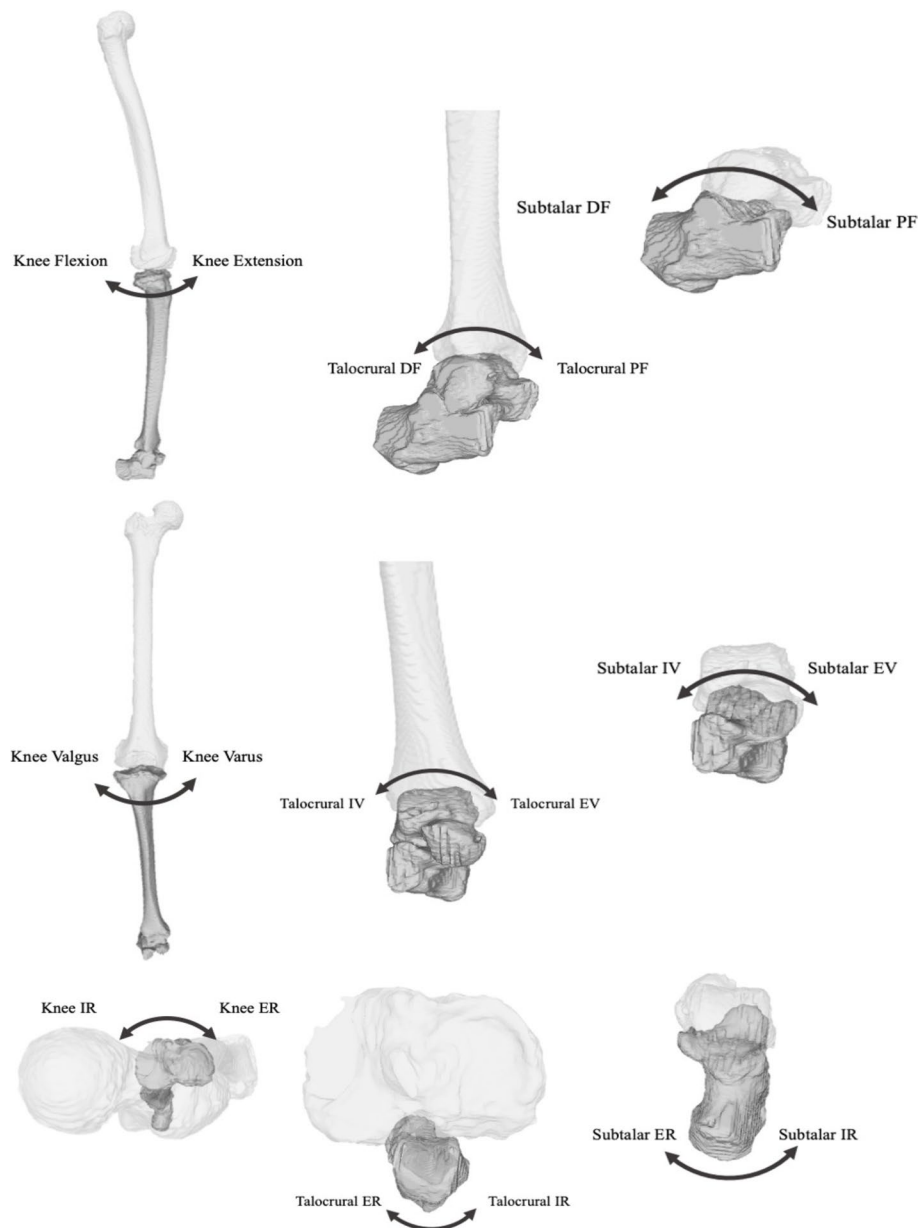 Knee Flexion
Knee Extension
Subtalar DF
Subtalar PF
Talocrural DF
Talocrural PF
Knee Valgus
Knee Varus
Talocrural IV
Talocrural EV
Subtalar IV
Subtalar EV
Knee IR
Knee ER
Talocrural ER
Talocrural IR
Subtalar ER
Subtalar IR